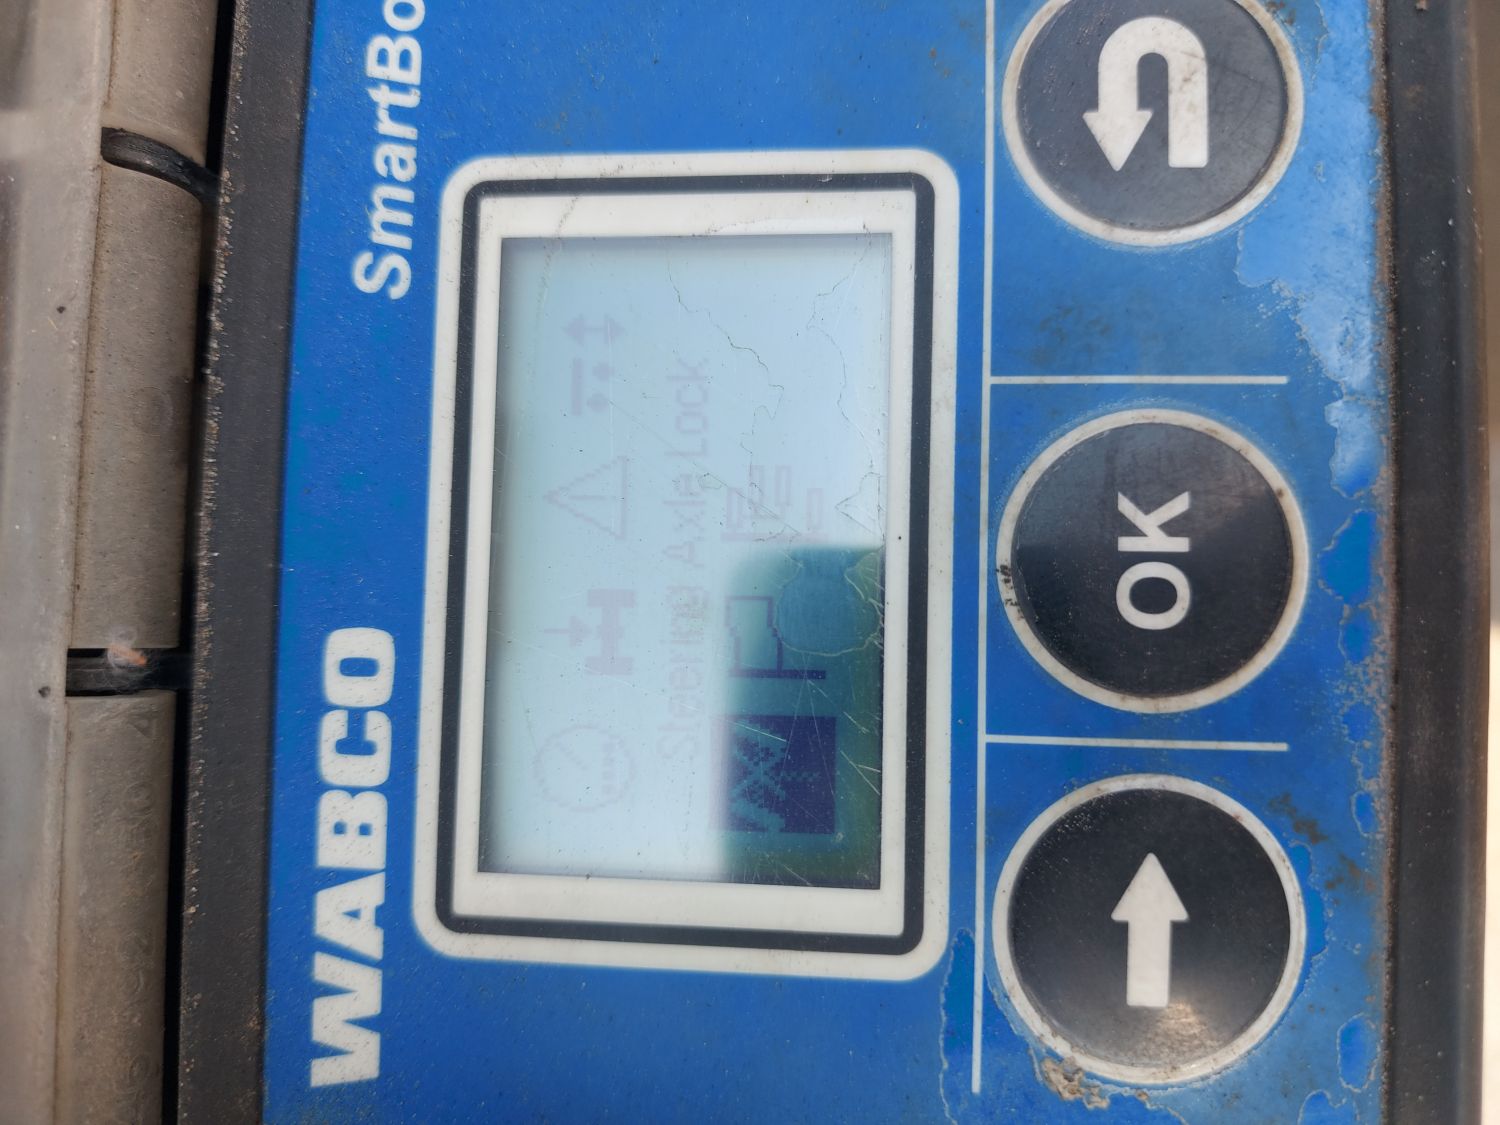 WABCO SmartBo
Steering Axle Lock
OK